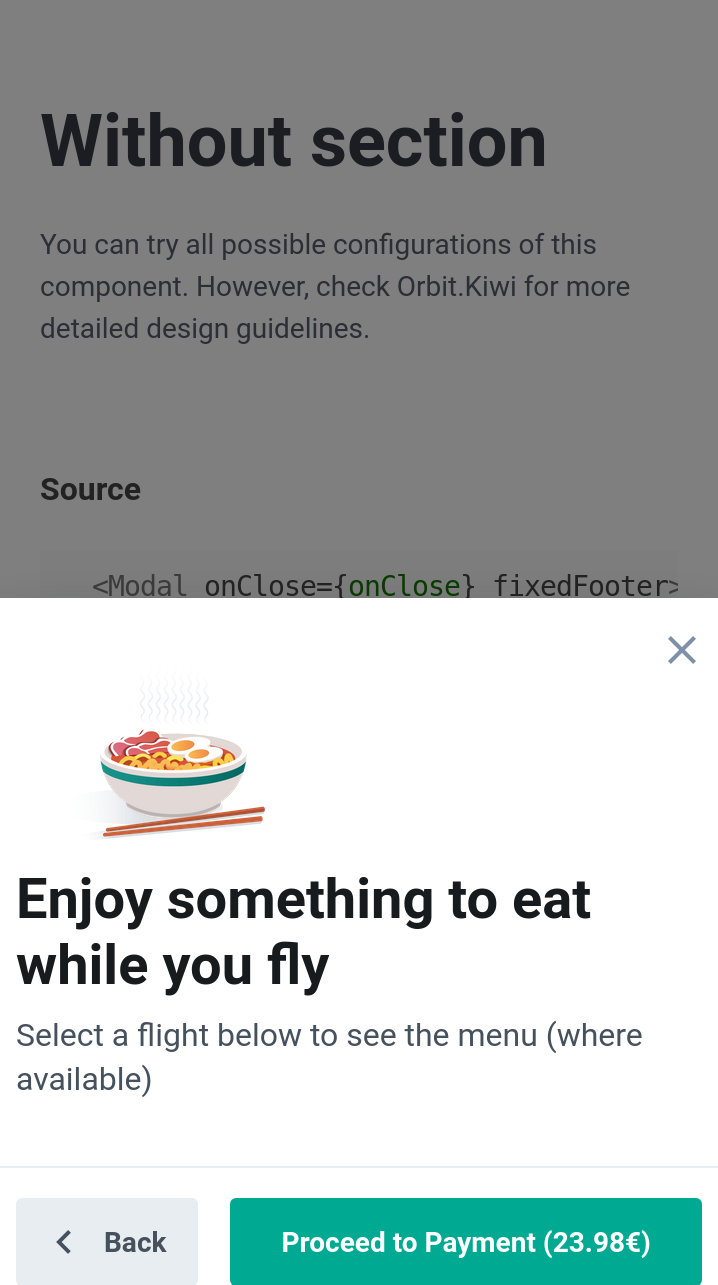 Without section
You can try all possible configurations of this
component. However, check Orbit.Kiwi for more
detailed design guidelines.
Source
<Modal onClose={onClose} fixedFooter>
Enjoy something to eat
while you fly
Select a flight below to see the menu (where
available)
Back
Proceed to Payment (23.98€)